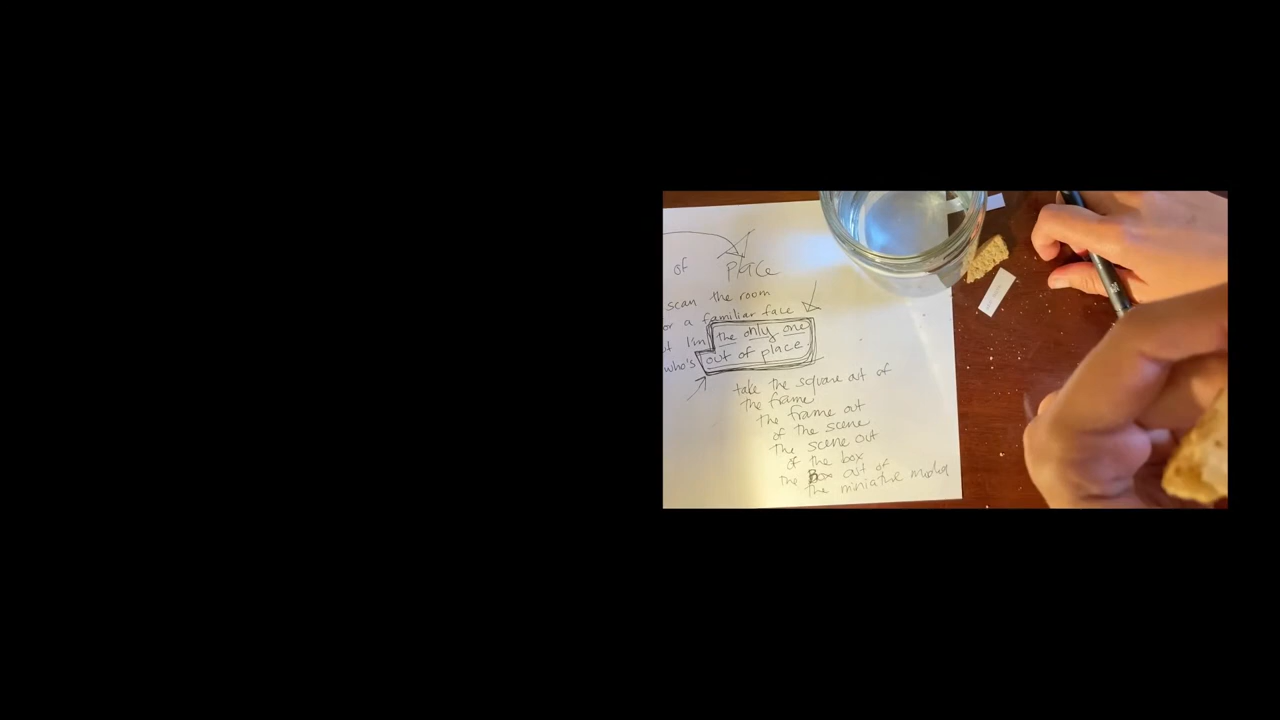 of Place
scan the room
or a familiar face
I'm the only one
who's out of place.
take the square out of
the frame
the frame out
of the scene
the scene out
of the box
the Box out of
the miniature